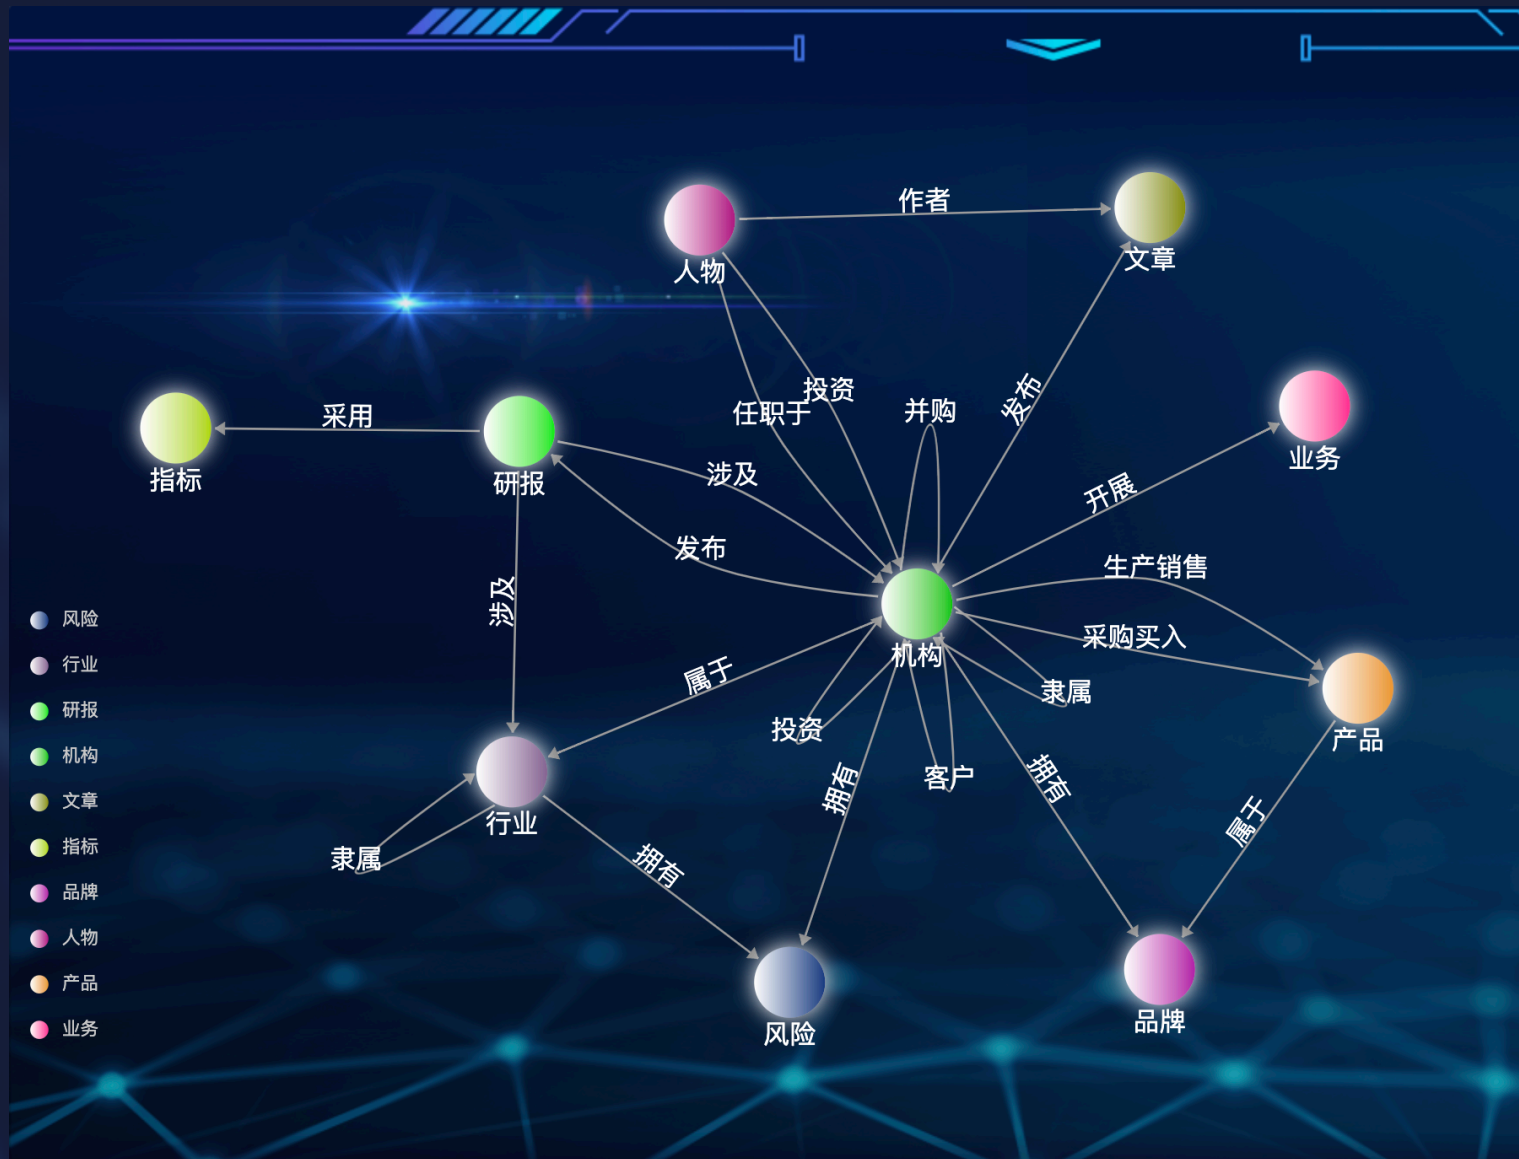 作者
人物
文章
投资
任职于
并购
发布
采用
指标
研报
业务
涉及
开展
发布
生产销售
涉及
风险
采购买入
机构
行业
属于
隶属
研报
投资
产品
机构
客户
拥有
拥有
文章
行业
属于
指标
隶属
拥有
品牌
人物
产品
品牌
业务
风险